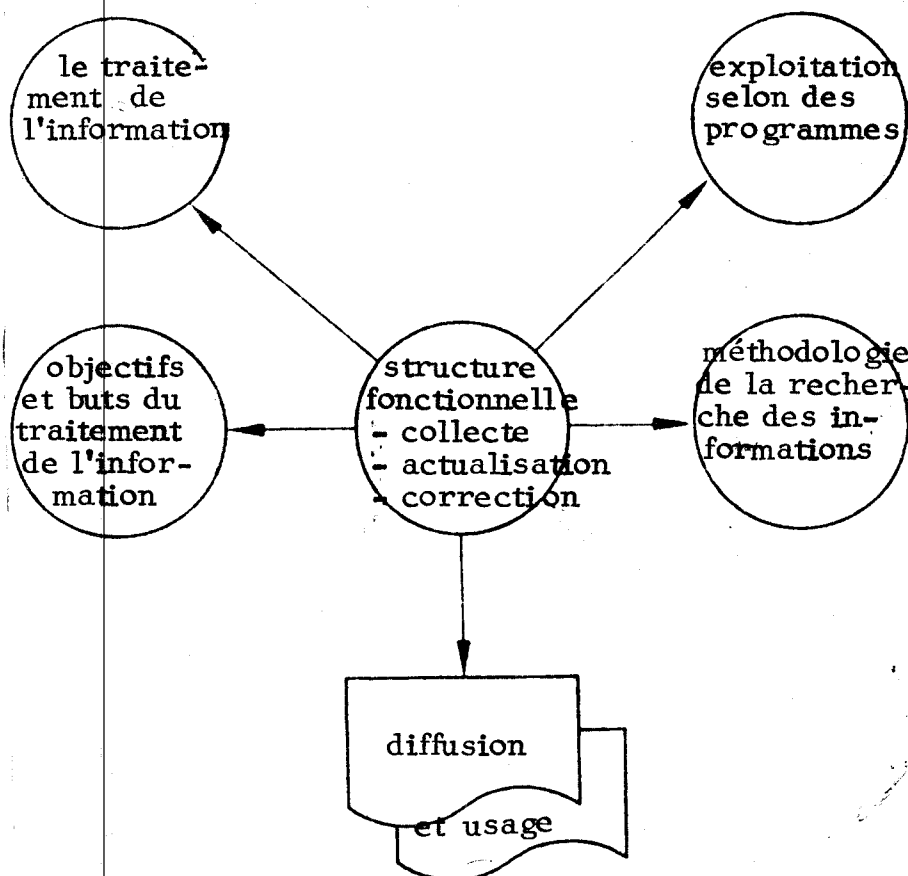 le traite-
ment de
l'information
exploitation
selon des
programmes
objectifs
et buts du
traitement
de l'infor-
mation
structure
fonctionnelle
- collecte
- actualisation
- correction
méthodologie
de la recher-
che des in-
formations
diffusion
et usage